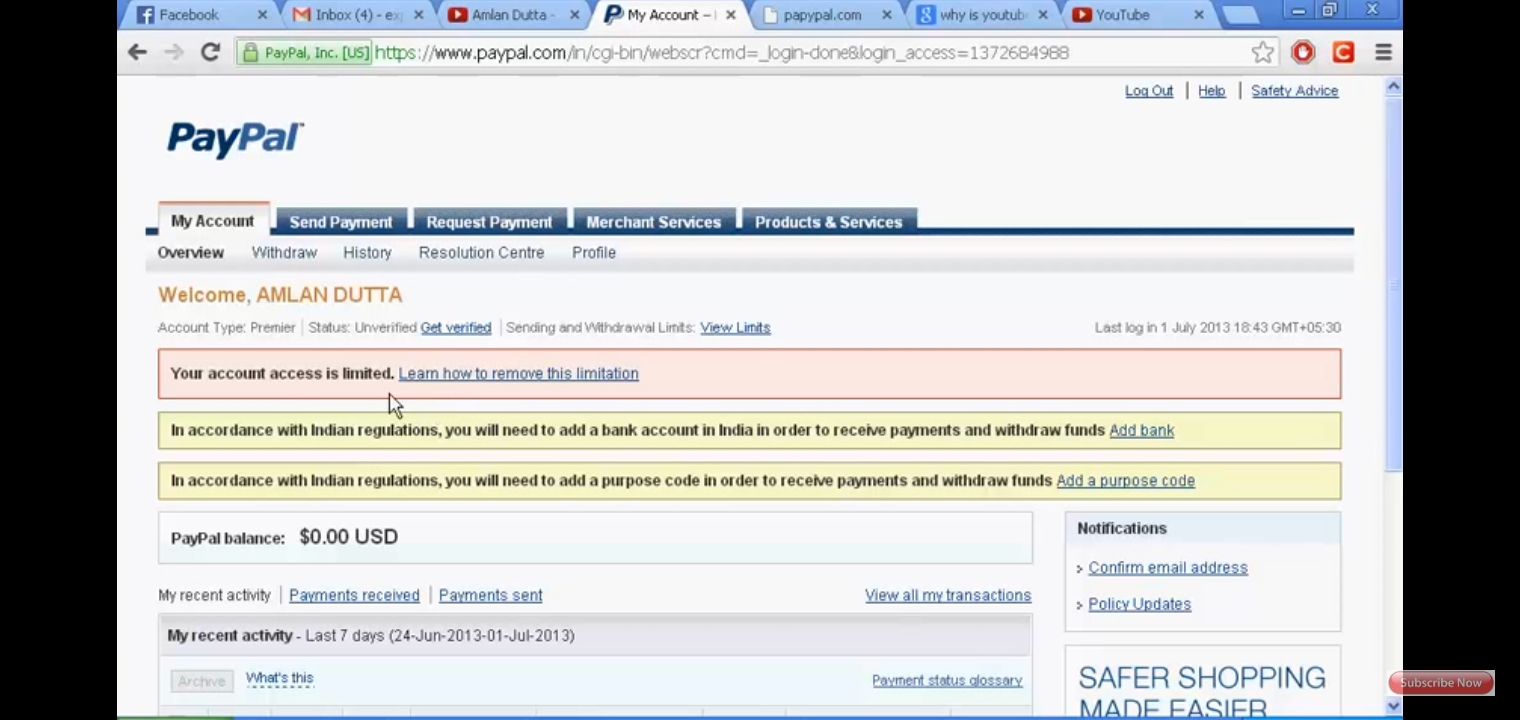 Facebook
Inbox (4) - ex
Amlan Dutta -
My Account –
papypal.com
why is youtub
YouTube
PayPal, Inc. [US] https://www.paypal.com/in/cgi-bin/webscr?cmd=_login-done&login_access=1372684988
Log Out | Help | Safety Advice
PayPal™
My Account Send Payment Request Payment Merchant Services Products & Services
Overview Withdraw History Resolution Centre Profile
Welcome, AMLAN DUTTA
Account Type: Premier | Status: Unverified Get verified | Sending and Withdrawal Limits: View Limits
Last log in 1 July 2013 18:43 GMT+05:30
Your account access is limited. Learn how to remove this limitation
In accordance with Indian regulations, you will need to add a bank account in India in order to receive payments and withdraw funds Add bank
In accordance with Indian regulations, you will need to add a purpose code in order to receive payments and withdraw funds Add a purpose code
PayPal balance: $0.00 USD
Notifications
> Confirm email address
> Policy Updates
My recent activity | Payments received | Payments sent
View all my transactions
My recent activity - Last 7 days (24-Jun-2013-01-Jul-2013)
Archive What's this
Payment status glossary
SAFER SHOPPING
MADE EASIER
Subscribe Now